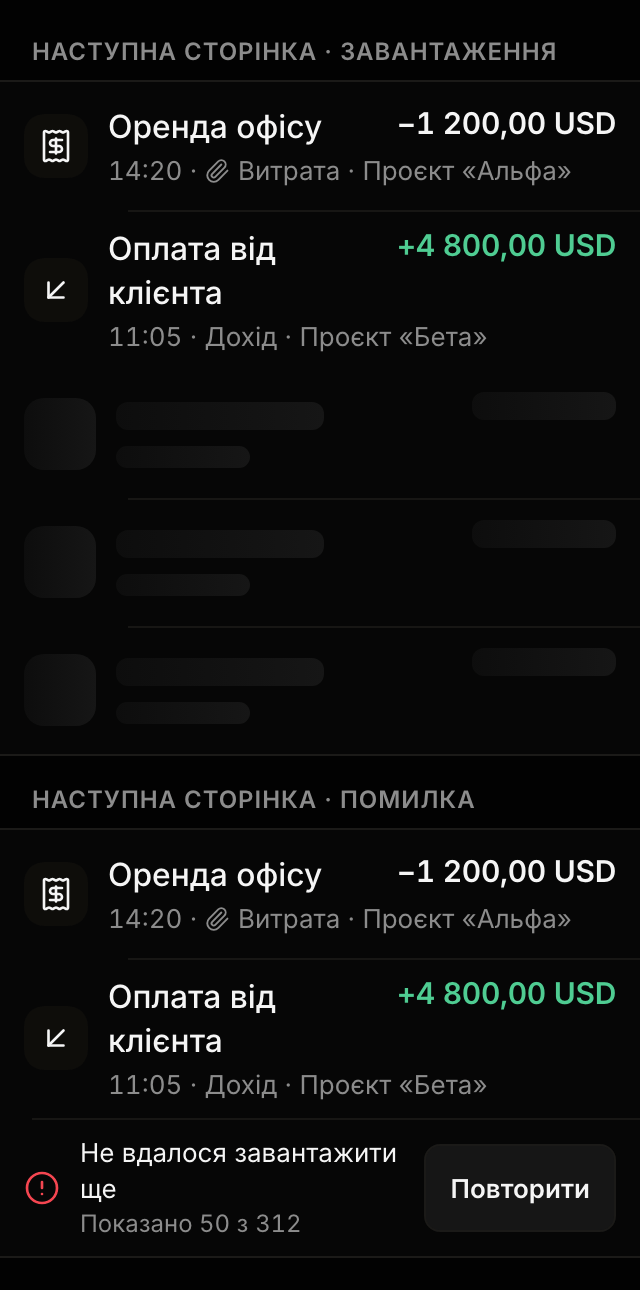 НАСТУПНА СТОРІНКА · ЗАВАНТАЖЕННЯ
Оренда офісу −1 200,00 USD
14:20 · Витрата · Проєкт «Альфа»
Оплата від +4 800,00 USD
клієнта
11:05 · Дохід · Проєкт «Бета»
НАСТУПНА СТОРІНКА · ПОМИЛКА
Оренда офісу −1 200,00 USD
14:20 · Витрата · Проєкт «Альфа»
Оплата від +4 800,00 USD
клієнта
11:05 · Дохід · Проєкт «Бета»
Не вдалося завантажити
ще
Показано 50 з 312
Повторити